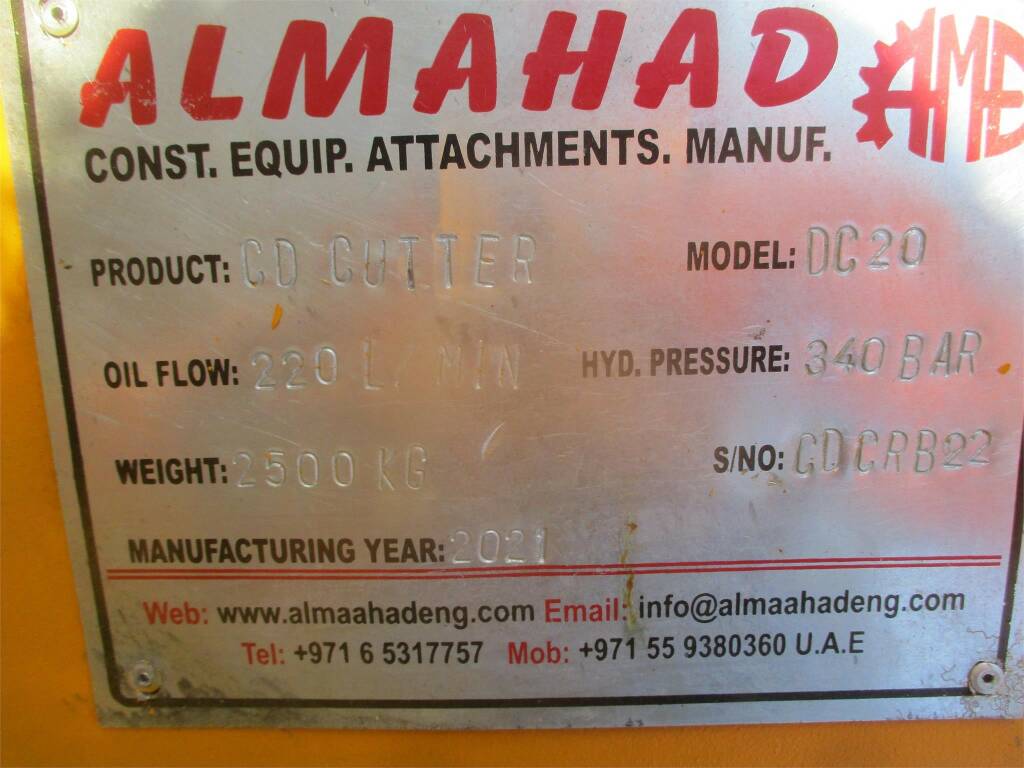 ALMAHAD AME
CONST. EQUIP. ATTACHMENTS. MANUF.
PRODUCT: CD CUTTER MODEL: DC20
OIL FLOW: 220 L/MIN HYD. PRESSURE: 340 BAR
WEIGHT: 2500 KG S/NO: CDCRB22
MANUFACTURING YEAR: 2021
Web: www.almaahadeng.com Email: info@almaahadeng.com
Tel: +971 6 5317757 Mob: +971 55 9380360 U.A.E